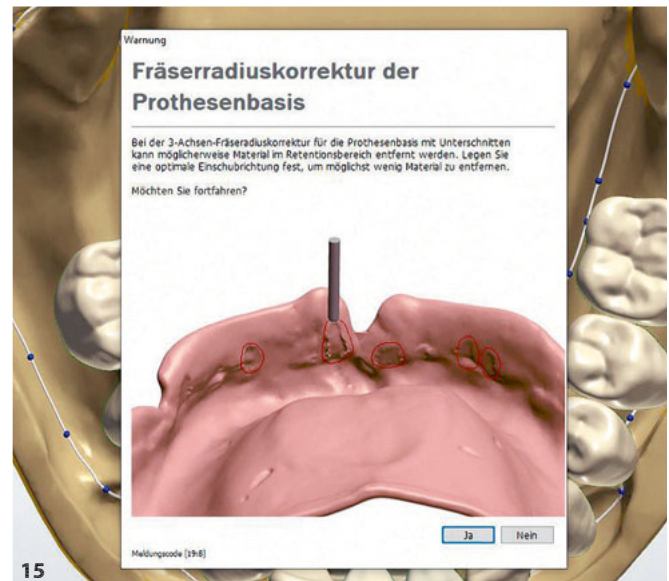 Warnung
Fräserradiuskorrektur der
Prothesenbasis
Bei der 3-Achsen-Fräseradiuskorrektur für die Prothesenbasis mit Unterschnitten
kann möglicherweise Material im Retentionsbereich entfernt werden. Legen Sie
eine optimale Einschubrichtung fest, um möglichst wenig Material zu entfernen.
Möchten Sie fortfahren?
Ja Nein
Meldungscode [19:8]
15